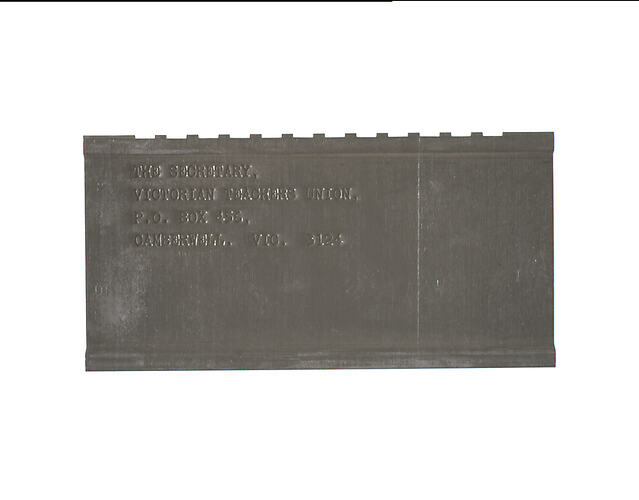 THE SECRETARY,
VICTORIAN TEACHERS UNION,
P.O. BOX
CAMBERWELL. VIC. 3124